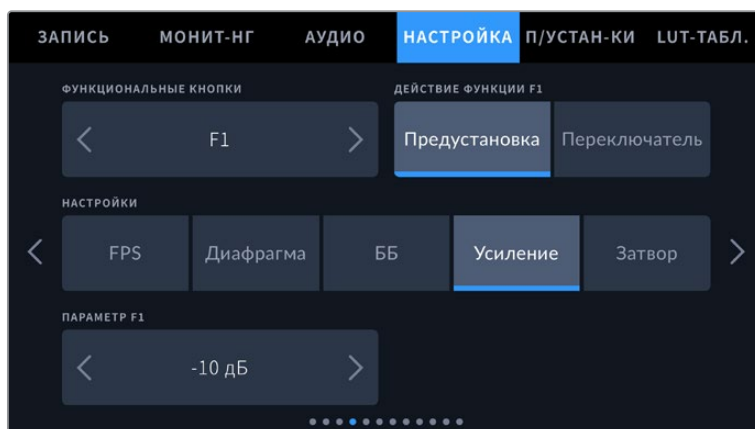 ЗАПИСЬ МОНИТ-НГ АУДИО НАСТРОЙКА П/УСТАН-КИ LUT-ТАБЛ.
ФУНКЦИОНАЛЬНЫЕ КНОПКИ ДЕЙСТВИЕ ФУНКЦИИ F1
F1 Предустановка Переключатель
НАСТРОЙКИ
FPS Диафрагма ББ Усиление Затвор
ПАРАМЕТР F1
-10 дБ